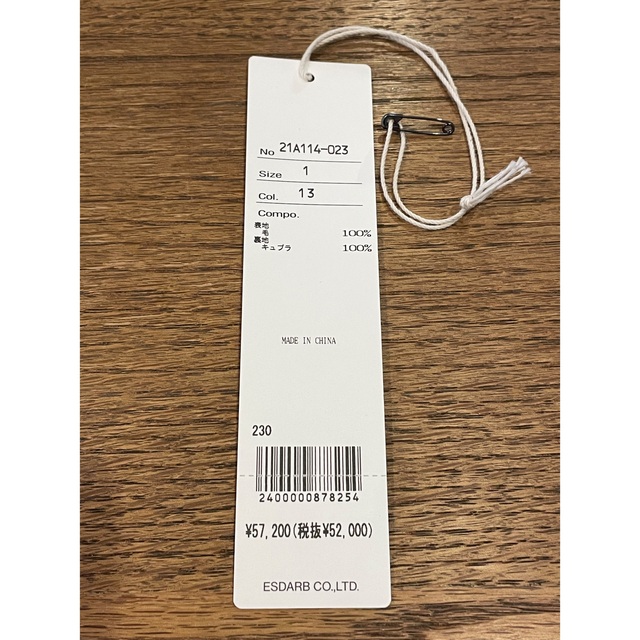 No 21A114-023
Size 1
Col. 13
Compo.
表地
毛 100%
裏地
キュプラ 100%
MADE IN CHINA
230
2400000878254
¥57,200(税抜¥52,000)
ESDARB CO.,LTD.